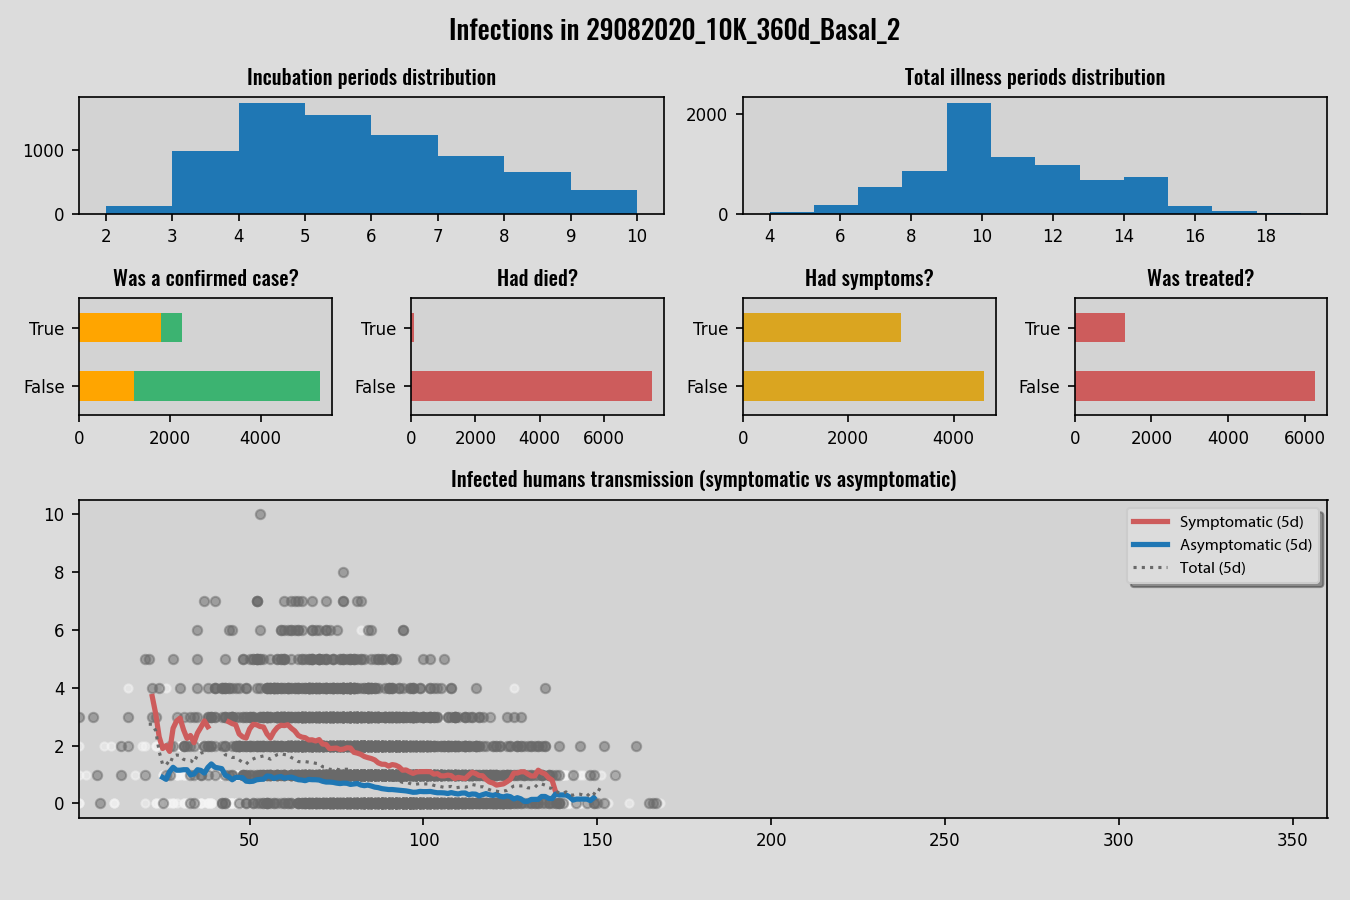 Infections in 29082020_10K_360d_Basal_2
Incubation periods distribution
Total illness periods distribution
1000
0
2 3 4 5 6 7 8 9 10
2000
0
4 6 8 10 12 14 16 18
Was a confirmed case?
Had died?
Had symptoms?
Was treated?
True
False
0 2000 4000
True
False
0 2000 4000 6000
True
False
0 2000 4000
True
False
0 2000 4000 6000
Infected humans transmission (symptomatic vs asymptomatic)
10
8
6
4
2
0
Symptomatic (5d)
Asymptomatic (5d)
Total (5d)
50 100 150 200 250 300 350